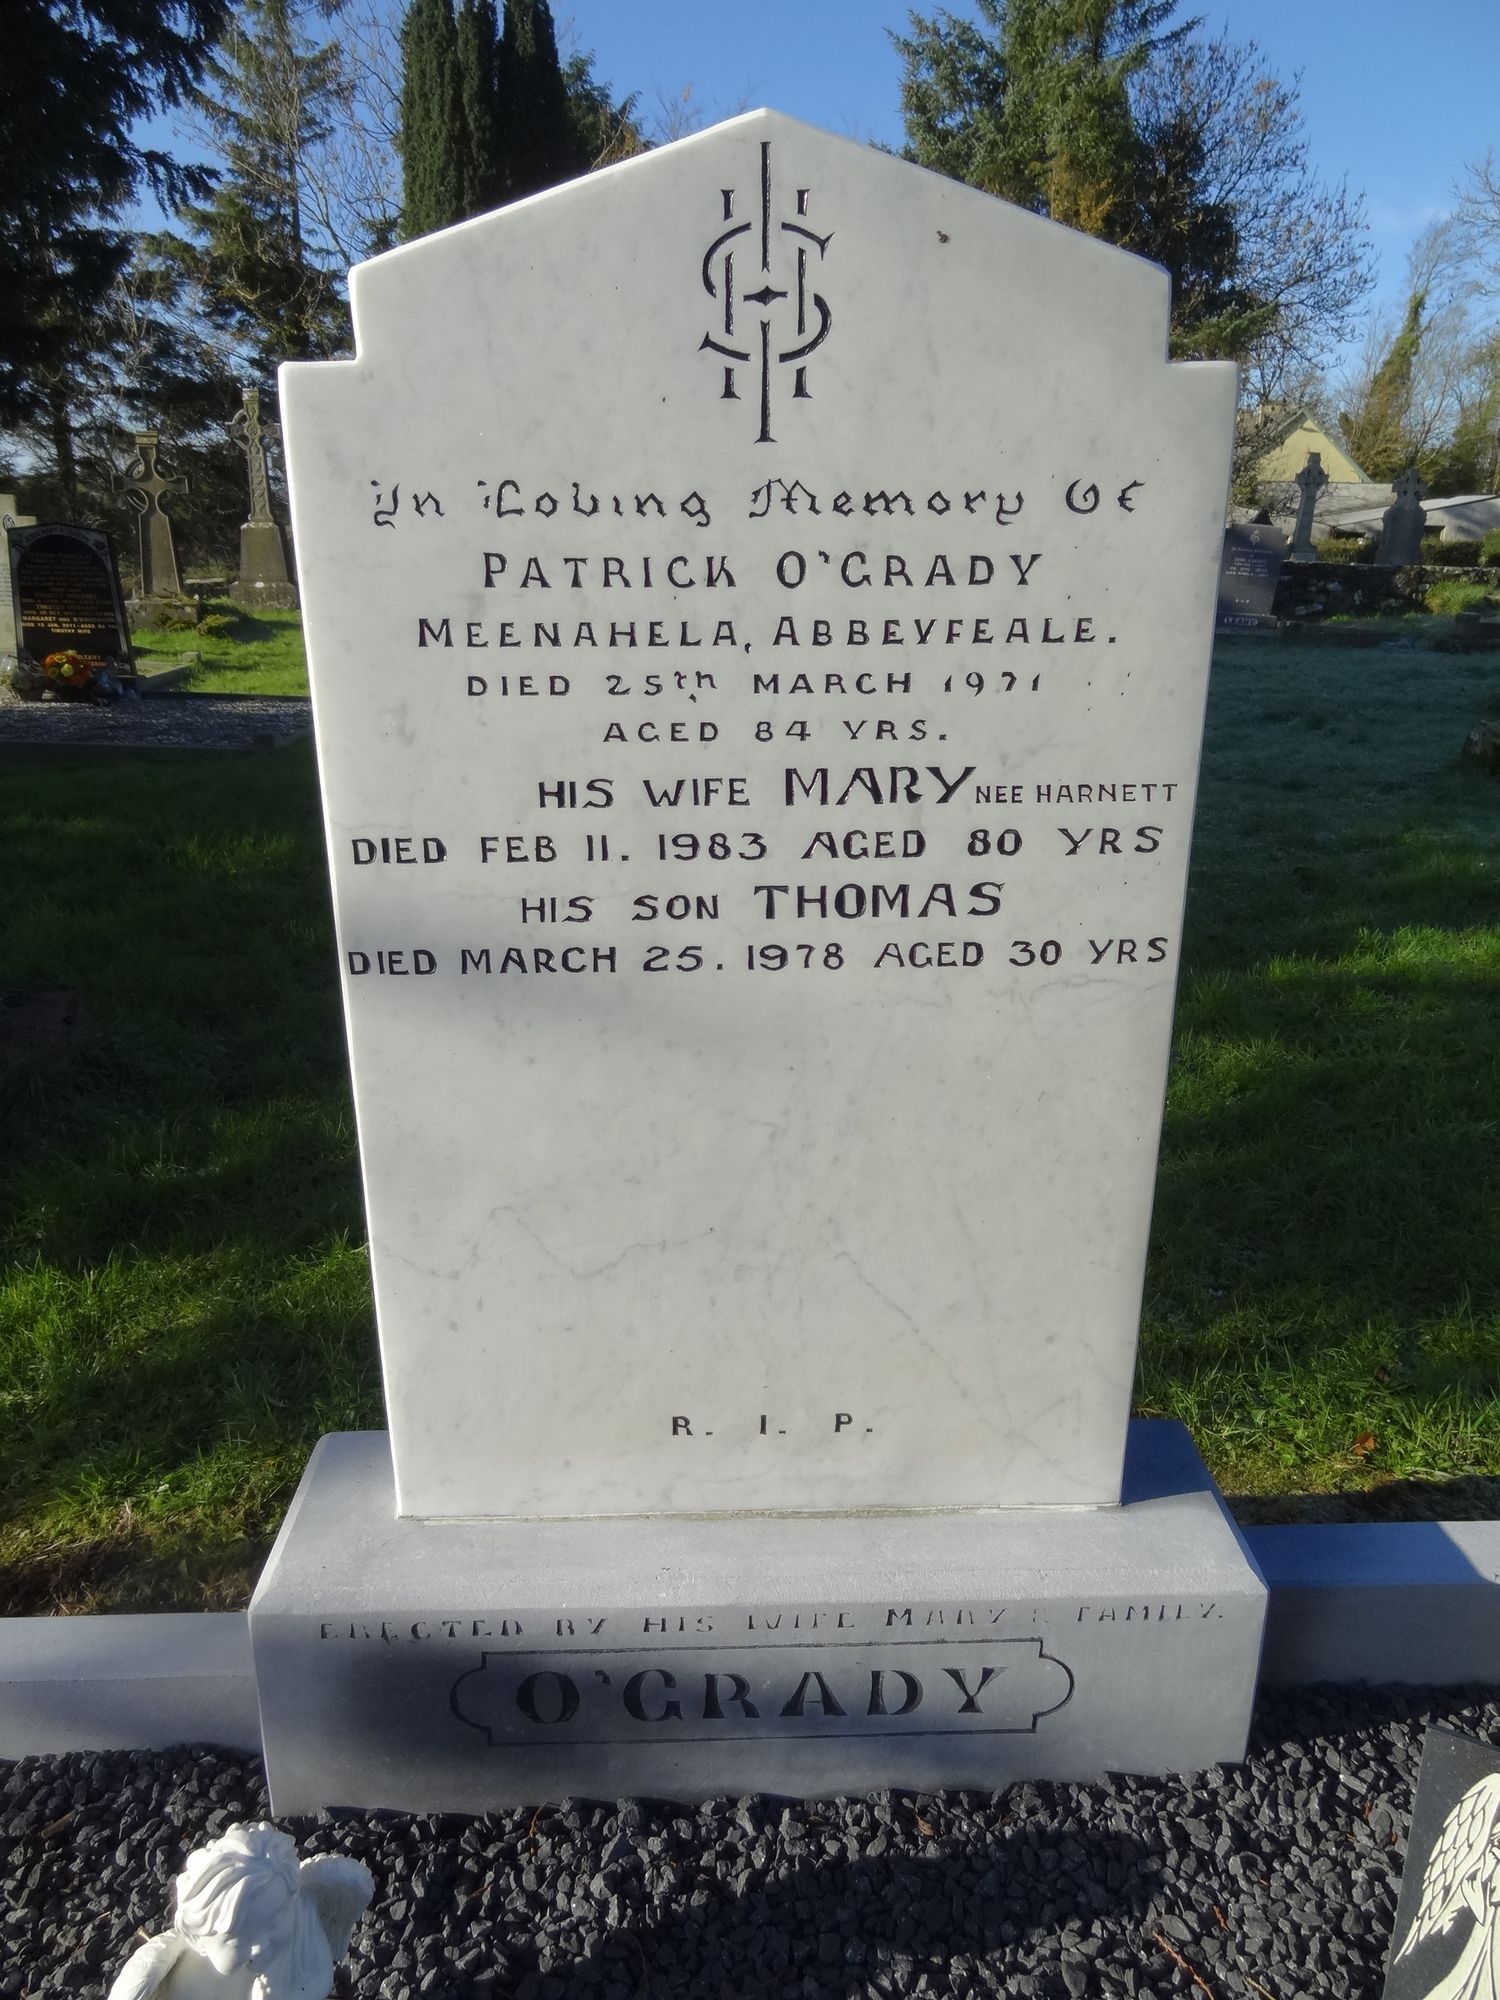 IHS
In Loving Memory Of
PATRICK O'GRADY
MEENAHELA, ABBEYFEALE.
DIED 25th MARCH 1971
AGED 84 YRS.
HIS WIFE MARY NEE HARNETT
DIED FEB 11. 1983 AGED 80 YRS
HIS SON THOMAS
DIED MARCH 25. 1978 AGED 30 YRS
R. I. P.
ERECTED BY HIS WIFE MARY & FAMILY.
O'GRADY
LEAHY